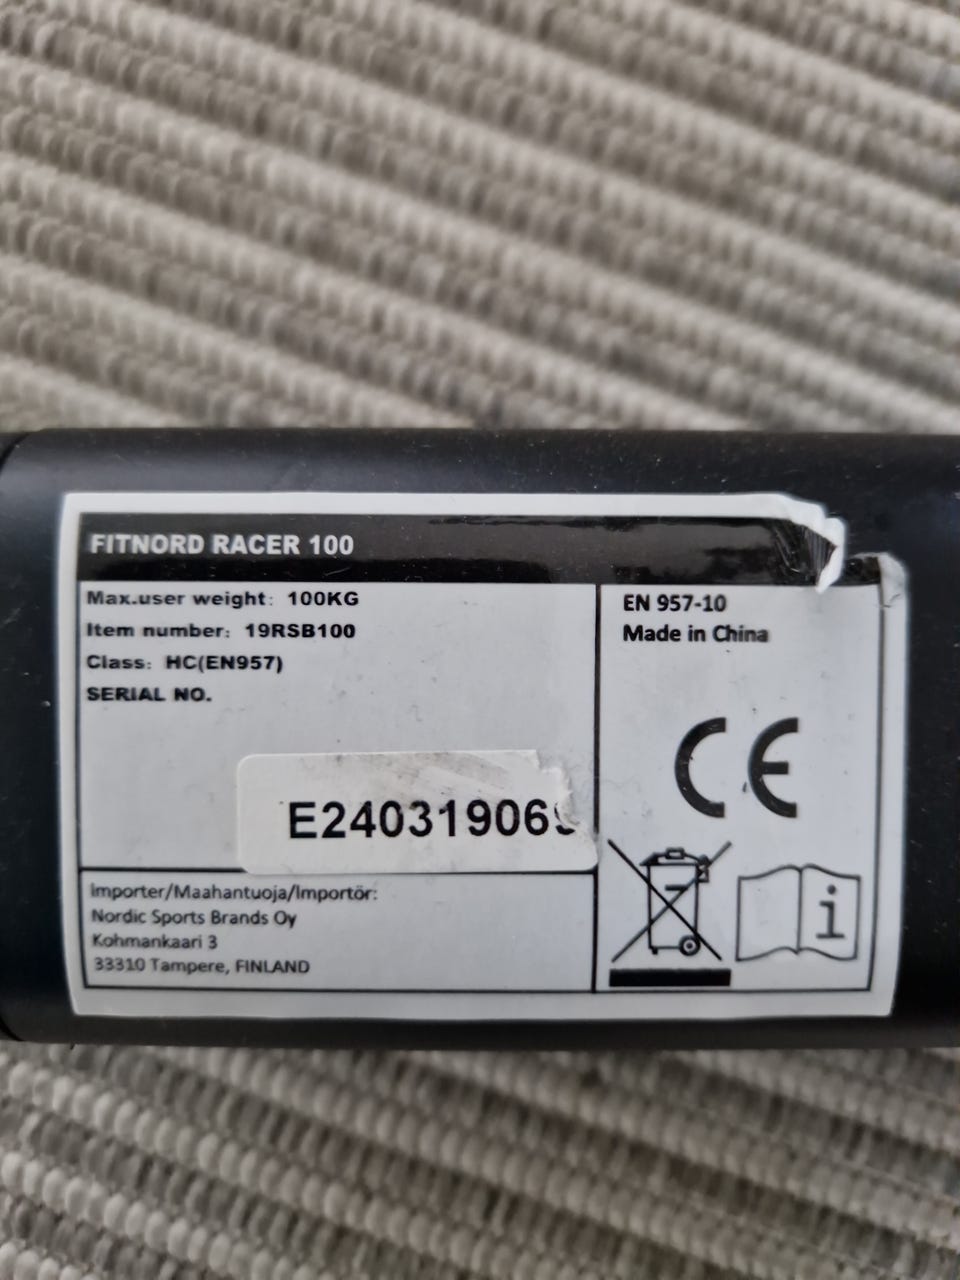 FITNORD RACER 100
Max.user weight: 100KG
Item number: 19RSB100
Class: HC(EN957)
SERIAL NO.
EN 957-10
Made in China
CE
Importer/Maahantuoja/Importör:
Nordic Sports Brands Oy
Kohmankaari 3
33310 Tampere, FINLAND
i